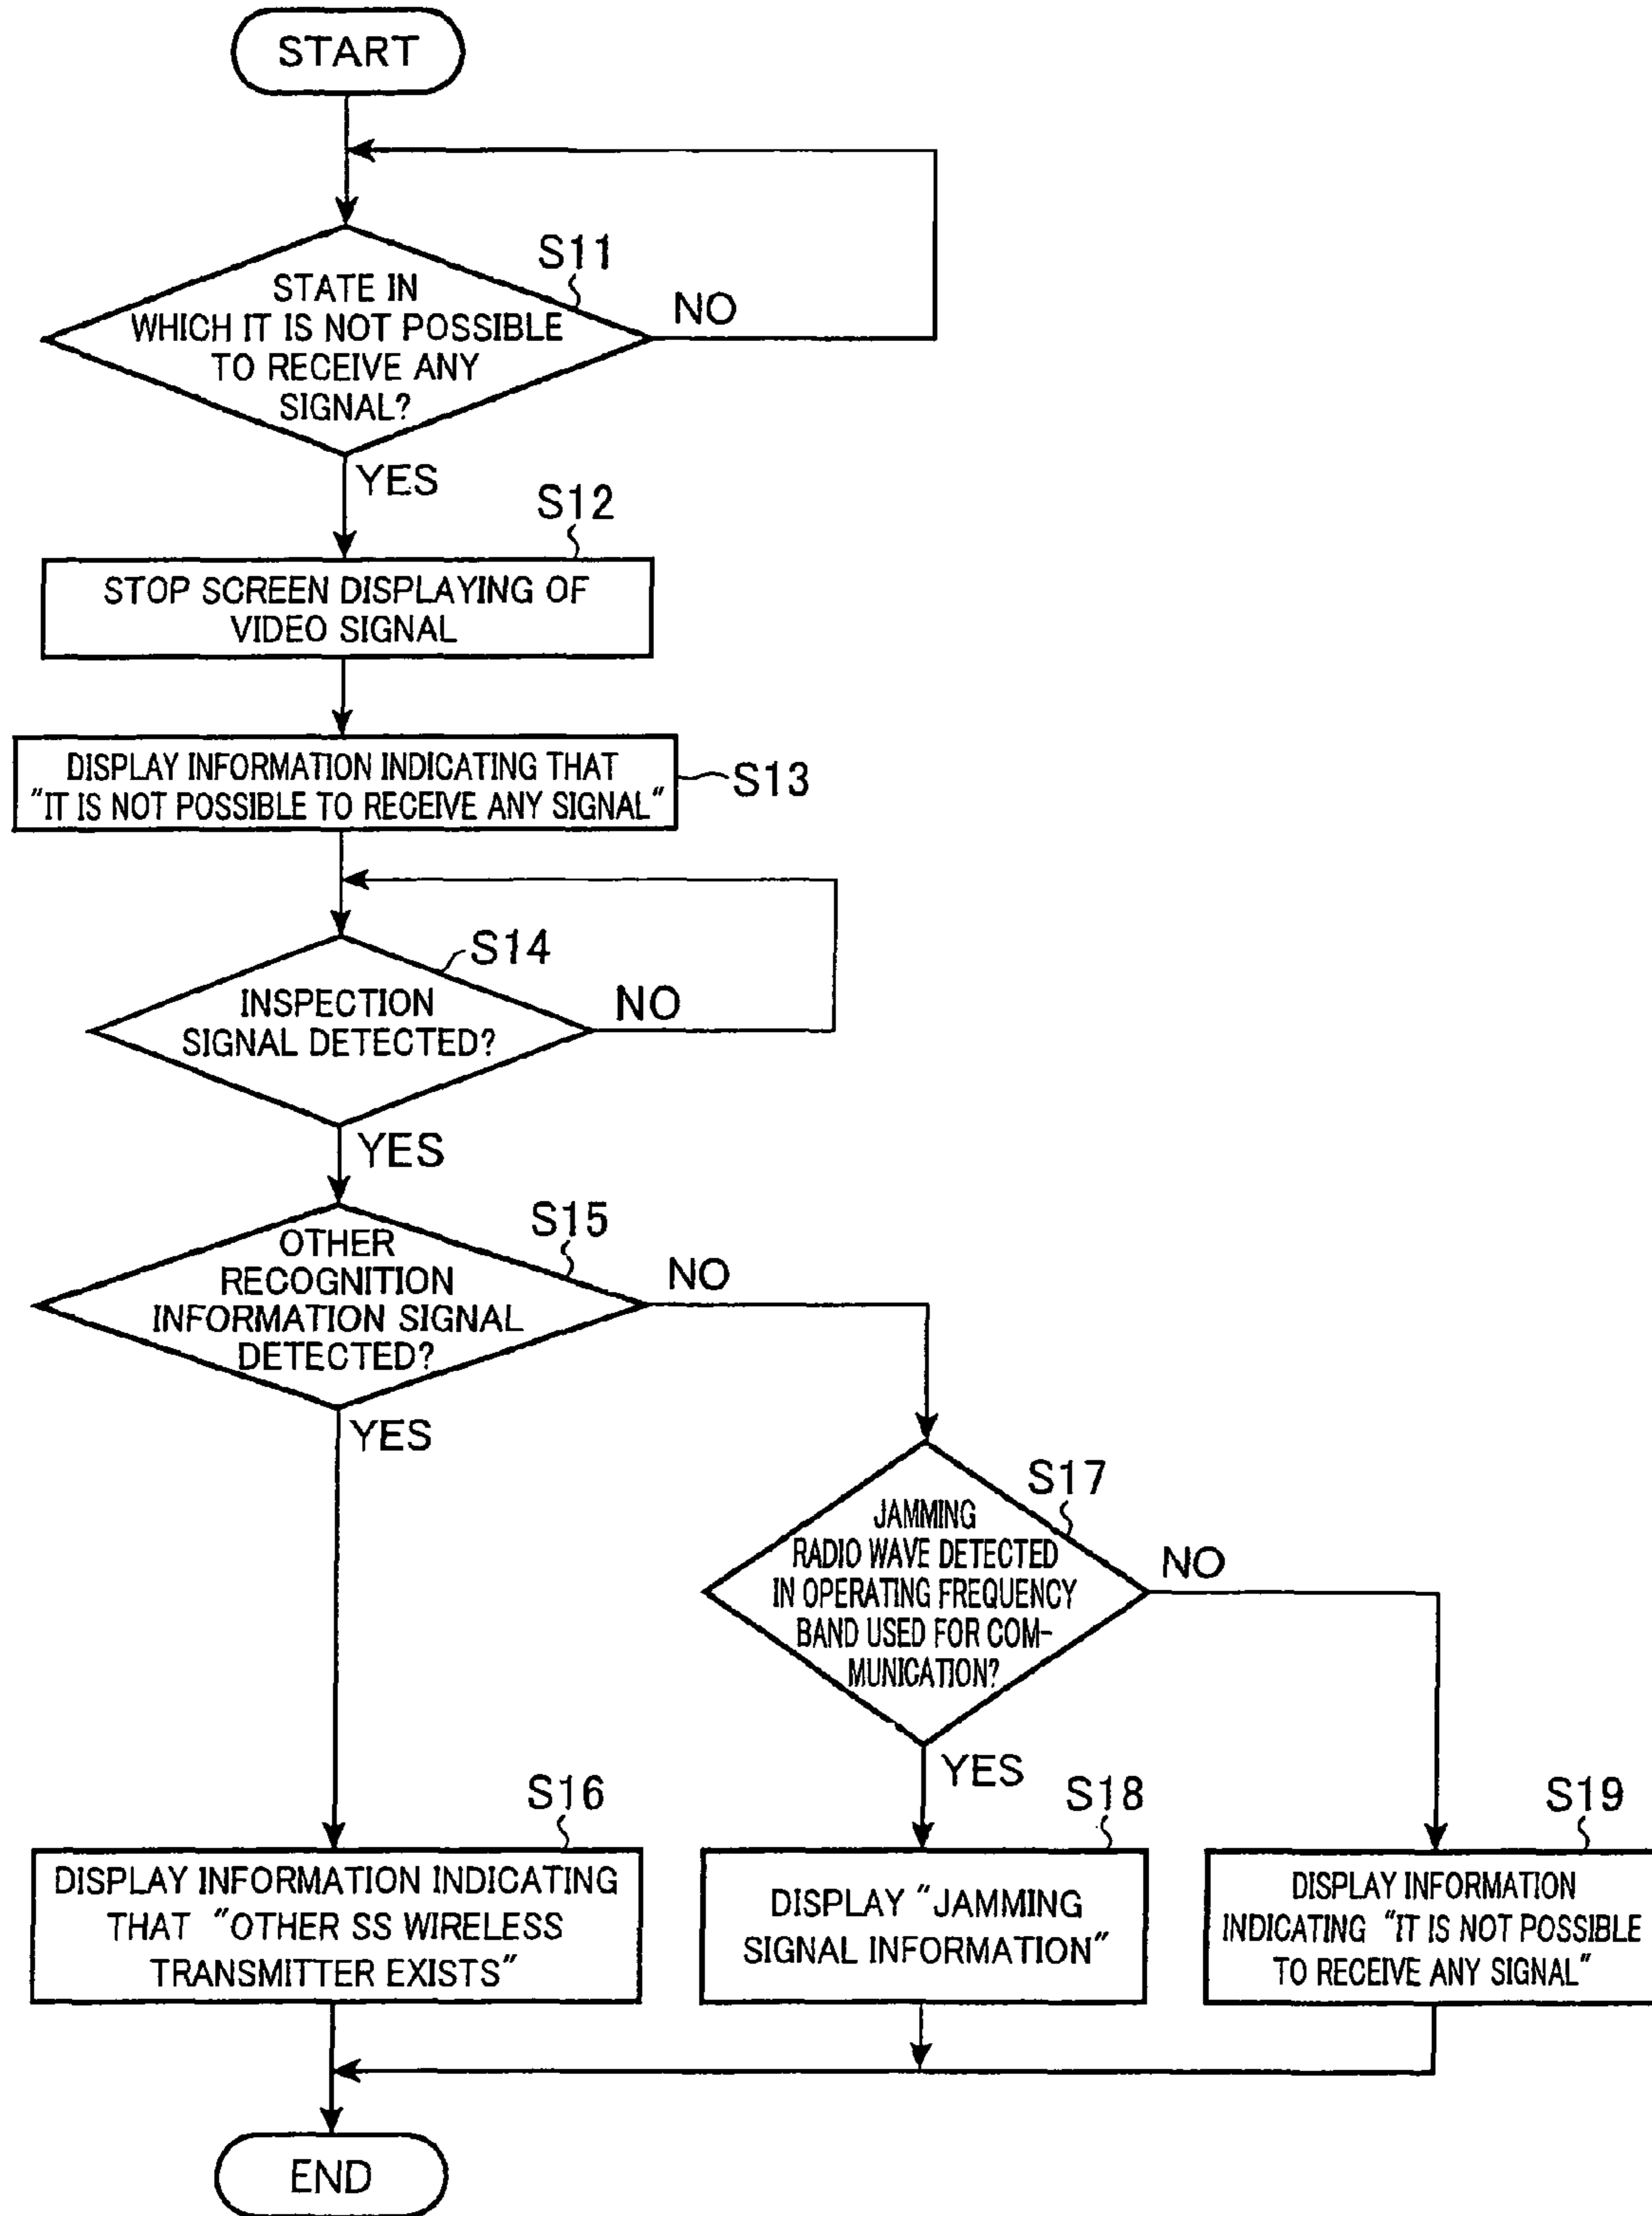 START
S11
STATE IN
WHICH IT IS NOT POSSIBLE
TO RECEIVE ANY
SIGNAL?
NO
YES
S12
STOP SCREEN DISPLAYING OF
VIDEO SIGNAL
DISPLAY INFORMATION INDICATING THAT
"IT IS NOT POSSIBLE TO RECEIVE ANY SIGNAL"
S13
S14
INSPECTION
SIGNAL DETECTED?
NO
YES
S15
OTHER
RECOGNITION
INFORMATION SIGNAL
DETECTED?
NO
YES
S17
JAMMING
RADIO WAVE DETECTED
IN OPERATING FREQUENCY
BAND USED FOR COM-
MUNICATION?
NO
YES
S16
DISPLAY INFORMATION INDICATING
THAT "OTHER SS WIRELESS
TRANSMITTER EXISTS"
S18
DISPLAY "JAMMING
SIGNAL INFORMATION"
S19
DISPLAY INFORMATION
INDICATING "IT IS NOT POSSIBLE
TO RECEIVE ANY SIGNAL"
END